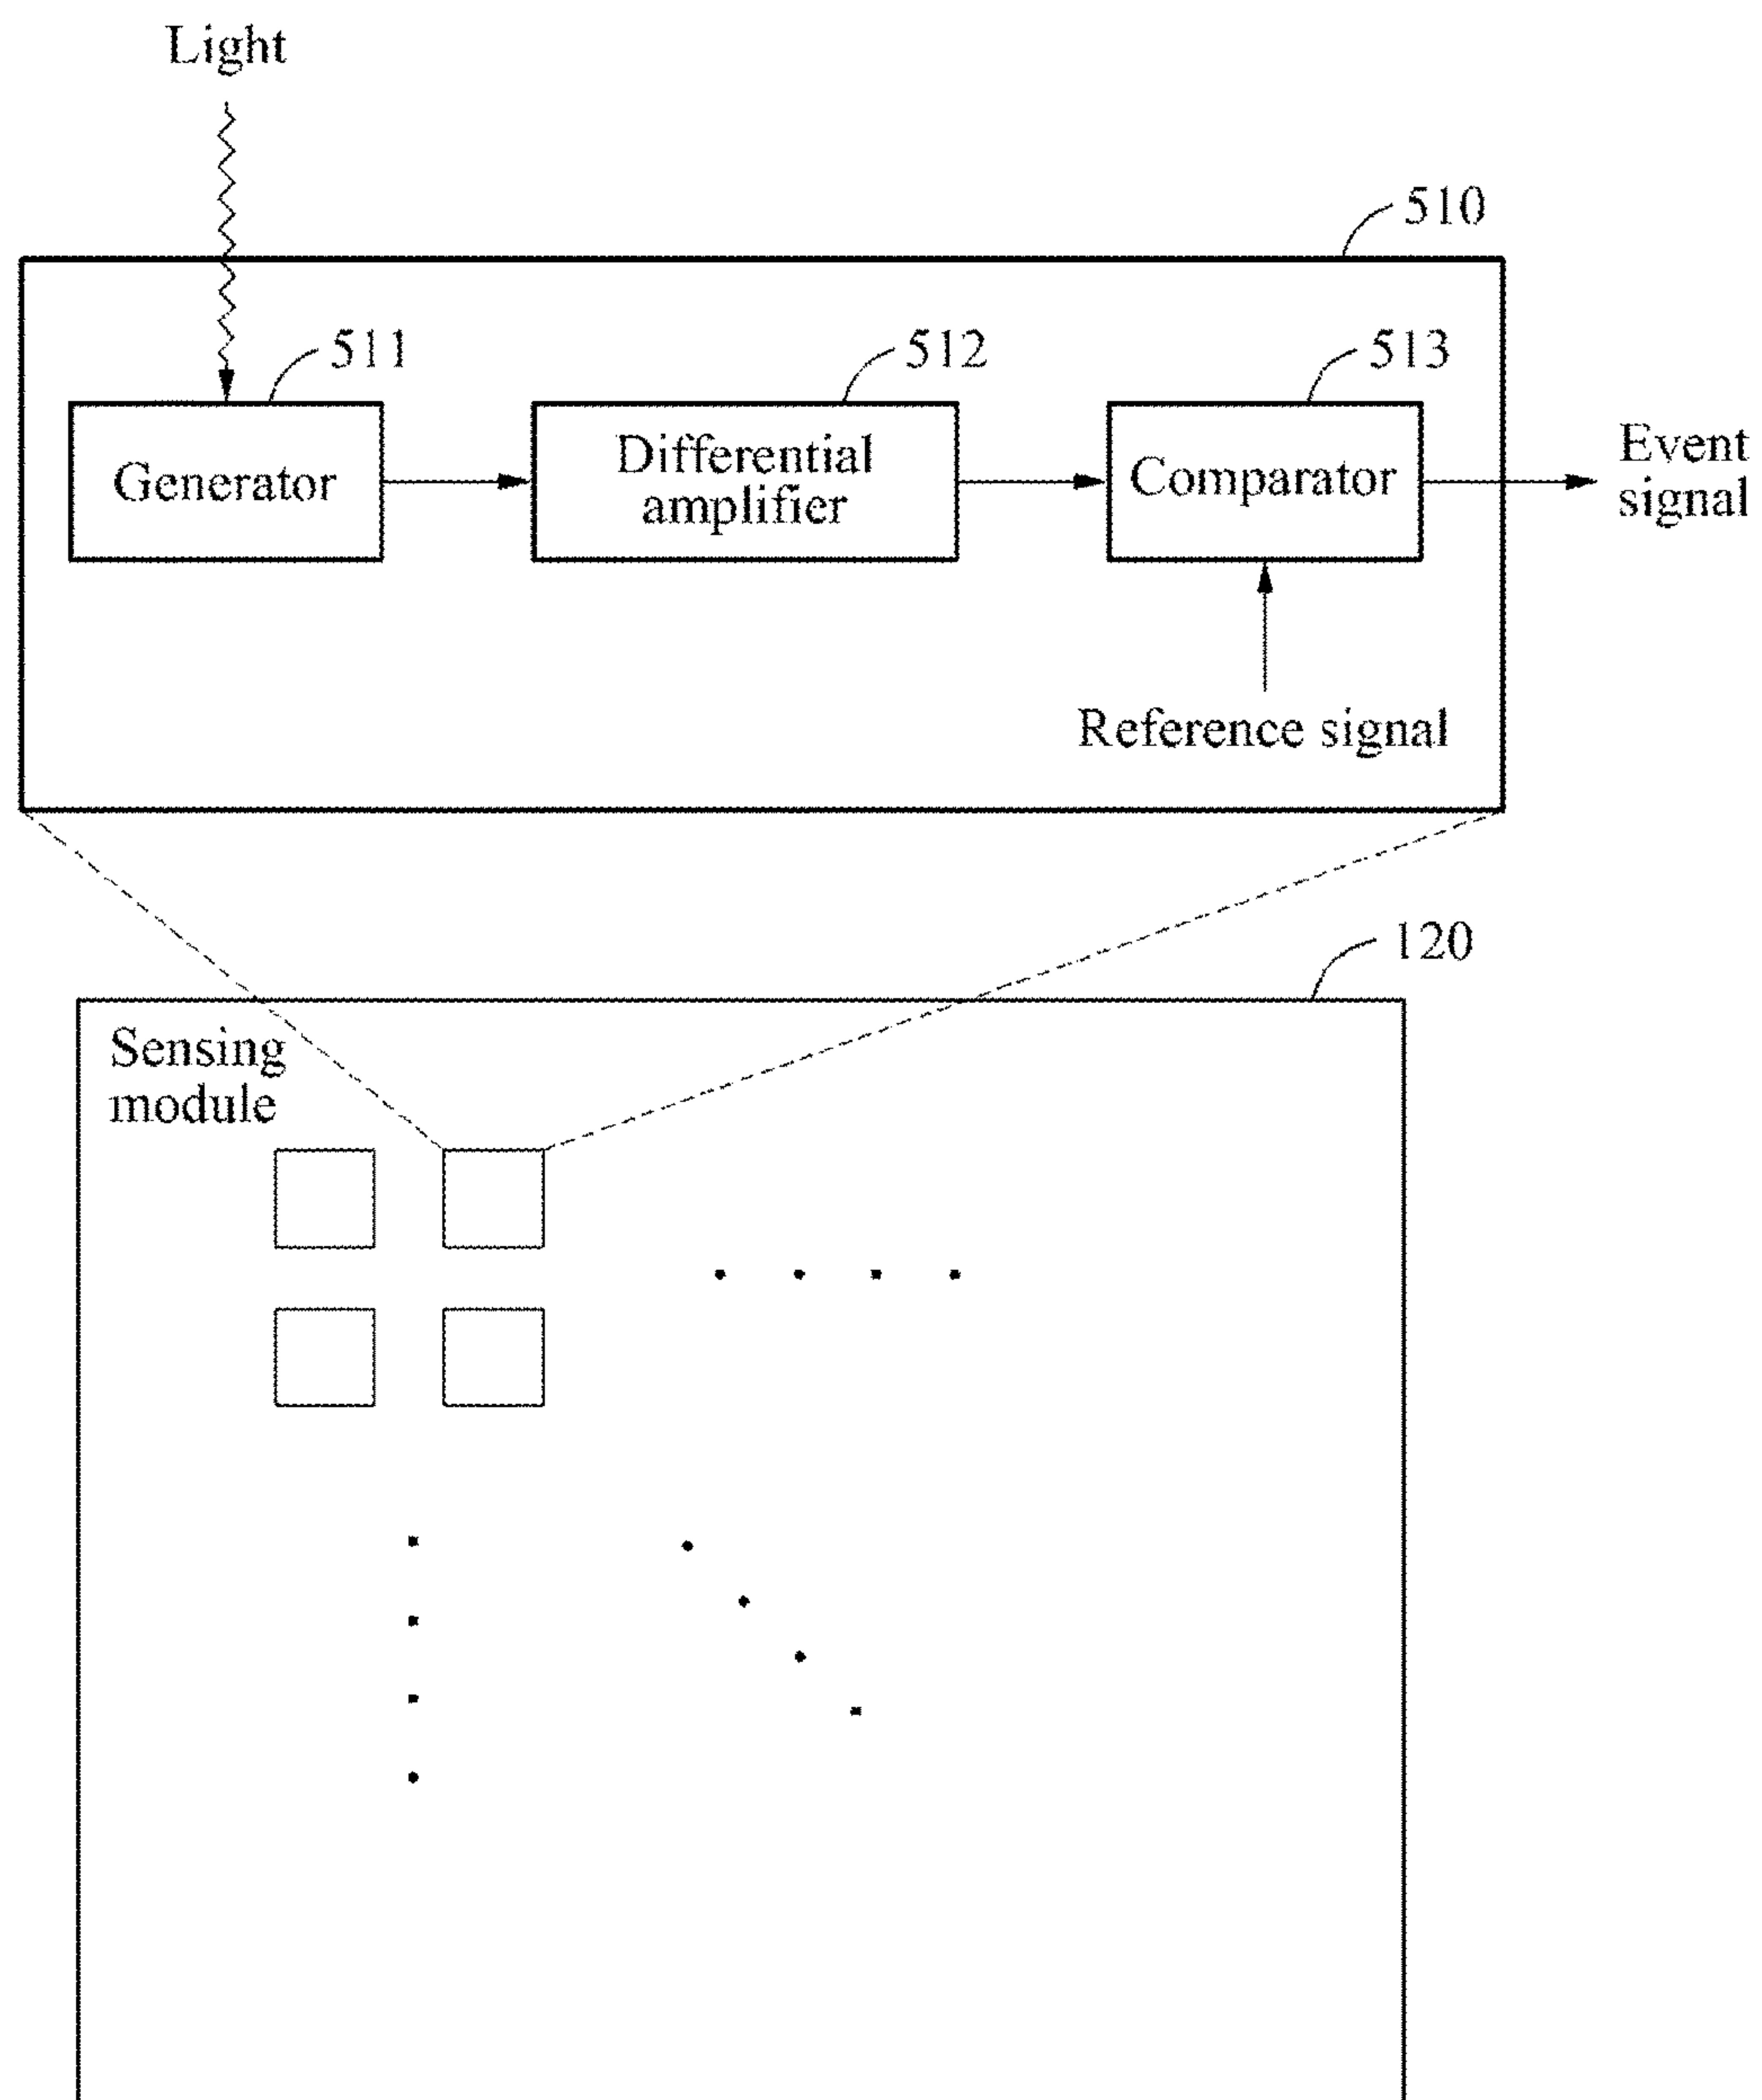 Light
510
511
512
513
Generator
Differential
amplifier
Comparator
Event
signal
Reference signal
120
Sensing
module